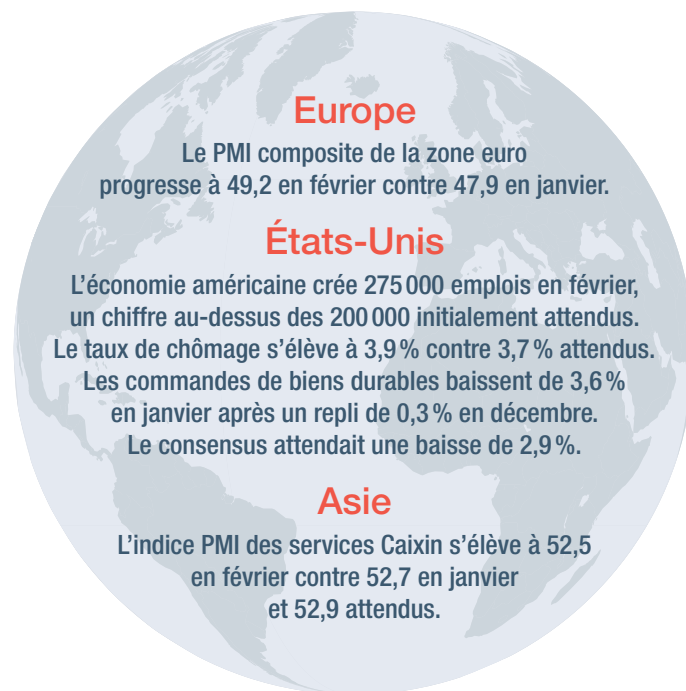 Europe
Le PMI composite de la zone euro
progresse à 49,2 en février contre 47,9 en janvier.
États-Unis
L’économie américaine crée 275 000 emplois en février,
un chiffre au-dessus des 200 000 initialement attendus.
Le taux de chômage s’élève à 3,9 % contre 3,7 % attendus.
Les commandes de biens durables baissent de 3,6 %
en janvier après un repli de 0,3 % en décembre.
Le consensus attendait une baisse de 2,9 %.
Asie
L’indice PMI des services Caixin s’élève à 52,5
en février contre 52,7 en janvier
et 52,9 attendus.